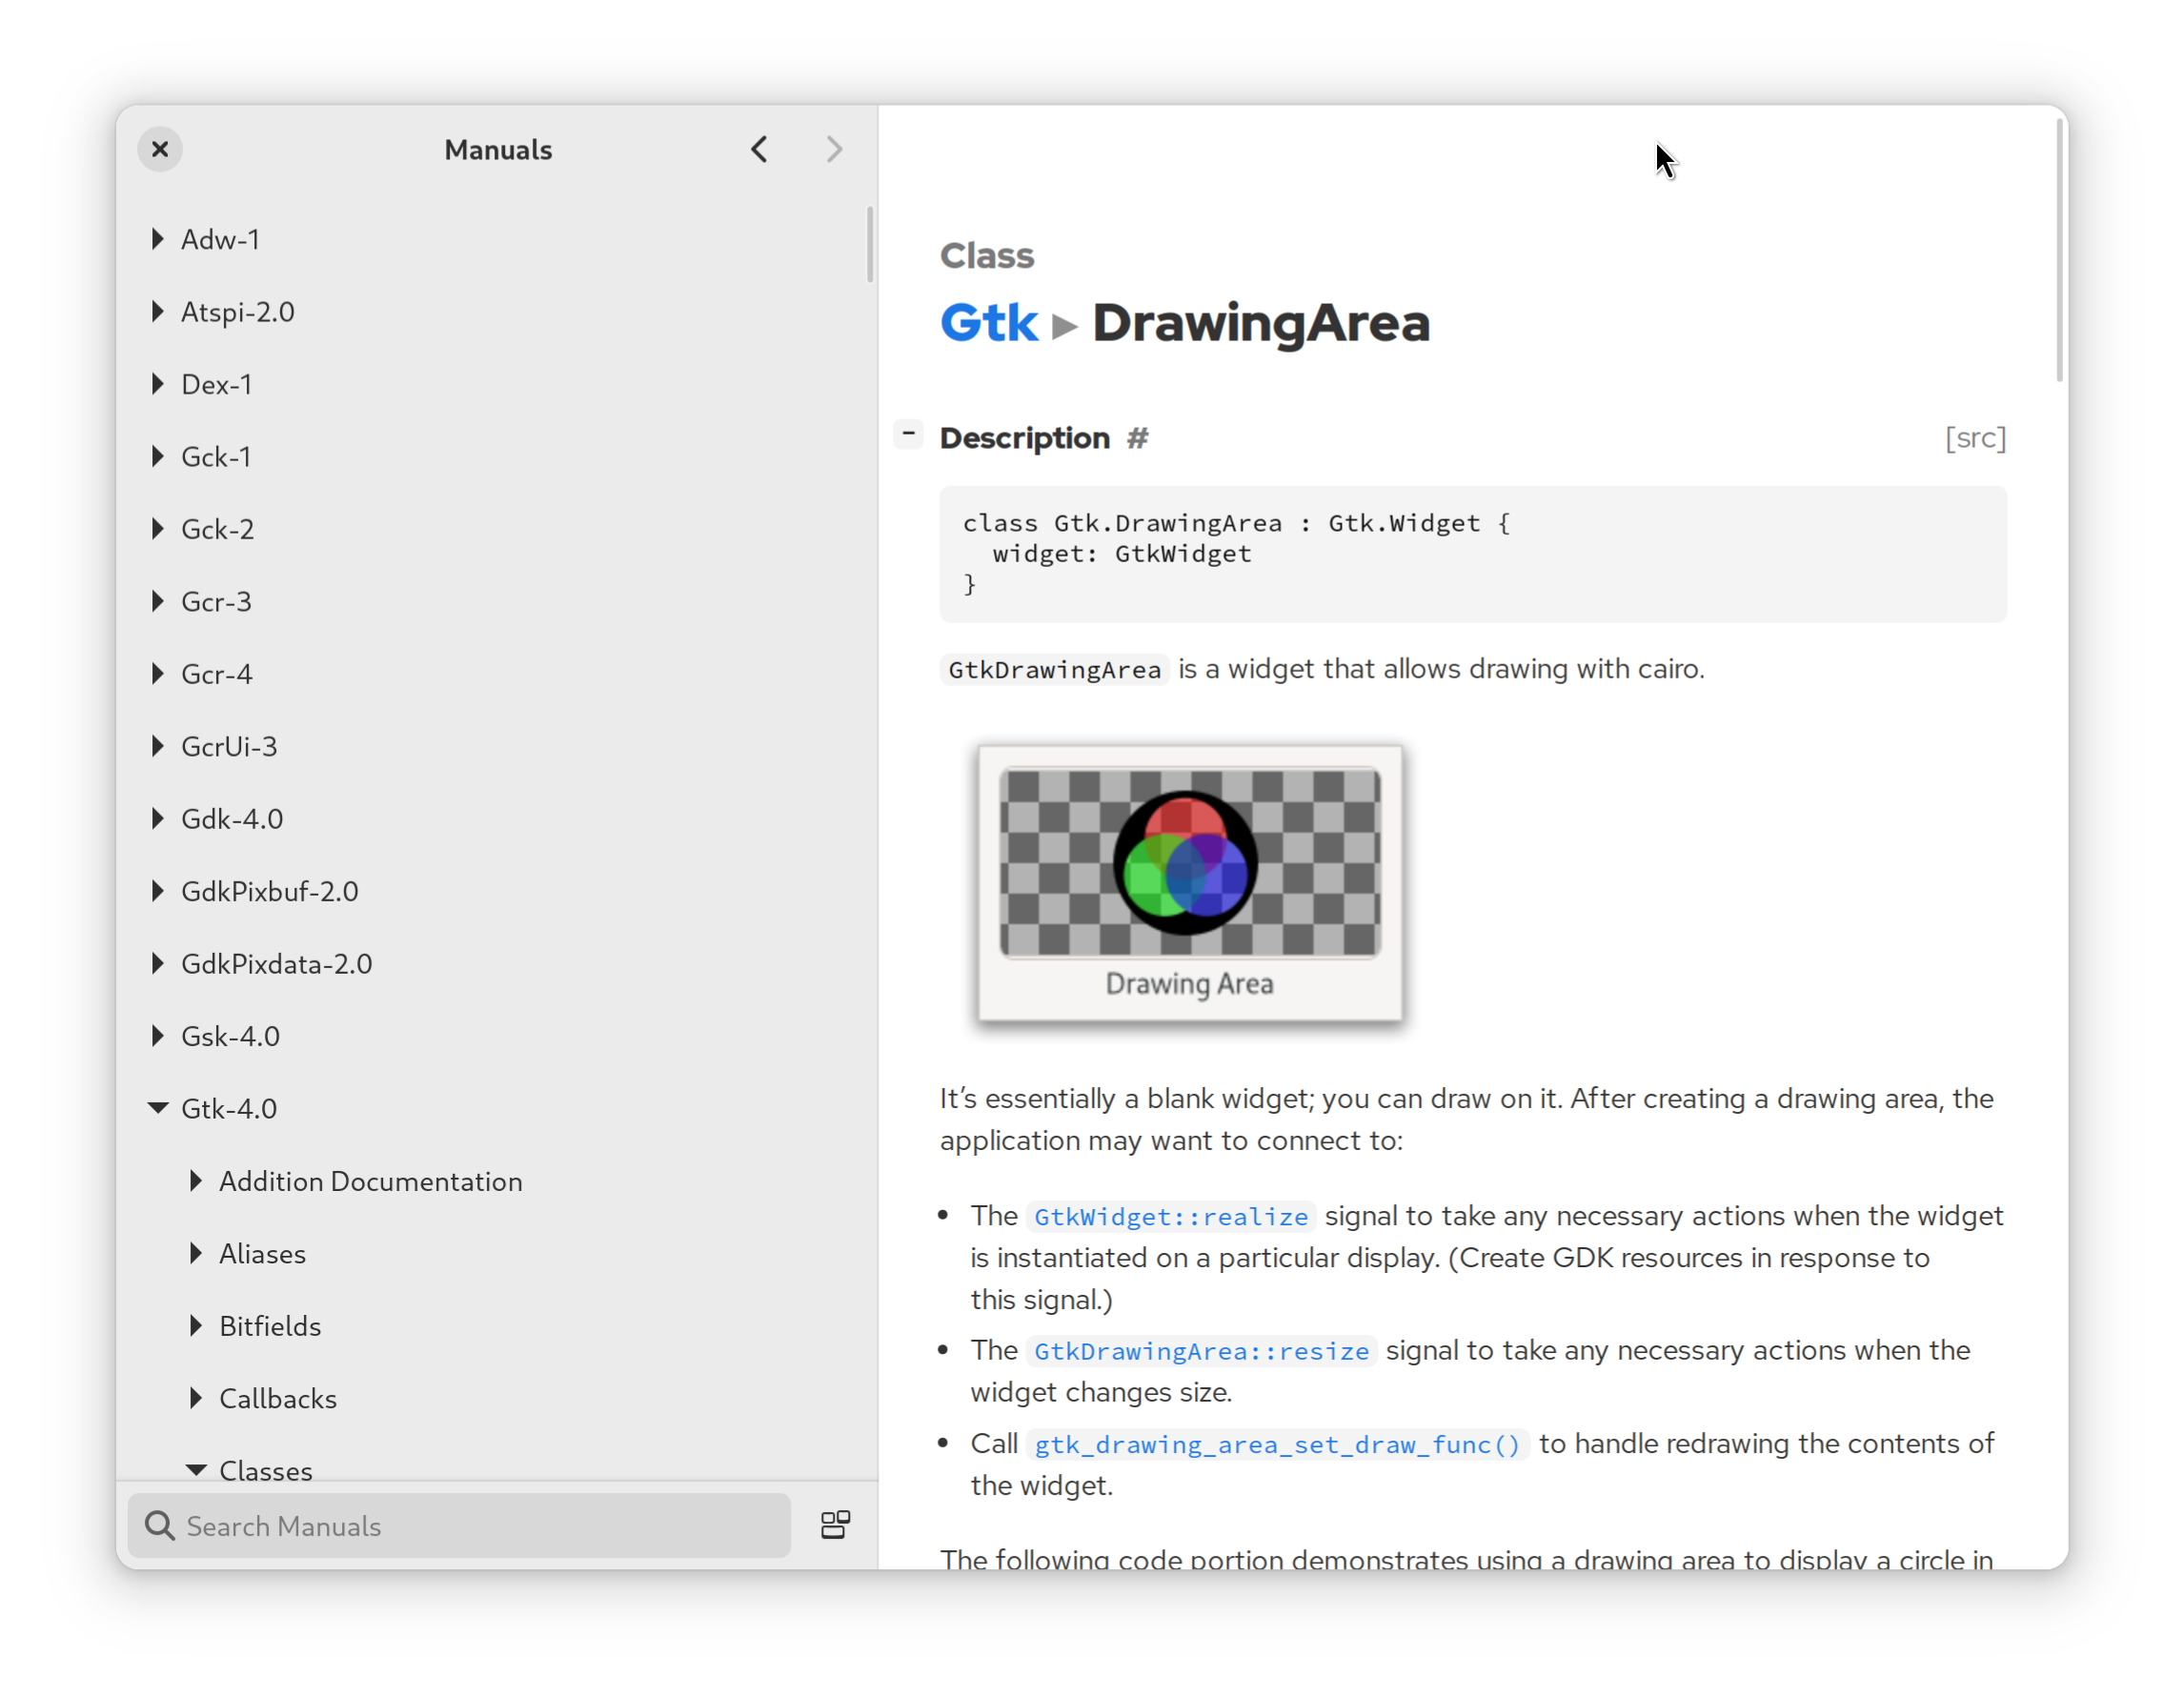 Manuals
Adw-1
Atspi-2.0
Dex-1
Gck-1
Gck-2
Gcr-3
Gcr-4
GcrUi-3
Gdk-4.0
GdkPixbuf-2.0
GdkPixdata-2.0
Gsk-4.0
Gtk-4.0
Addition Documentation
Aliases
Bitfields
Callbacks
Classes
Search Manuals
Class
Gtk ▸ DrawingArea
− Description # [src]
class Gtk.DrawingArea : Gtk.Widget {
  widget: GtkWidget
}
GtkDrawingArea is a widget that allows drawing with cairo.
Drawing Area
It’s essentially a blank widget; you can draw on it. After creating a drawing area, the
application may want to connect to:
• The GtkWidget::realize signal to take any necessary actions when the widget
is instantiated on a particular display. (Create GDK resources in response to
this signal.)
• The GtkDrawingArea::resize signal to take any necessary actions when the
widget changes size.
• Call gtk_drawing_area_set_draw_func() to handle redrawing the contents of
the widget.
The following code portion demonstrates using a drawing area to display a circle in